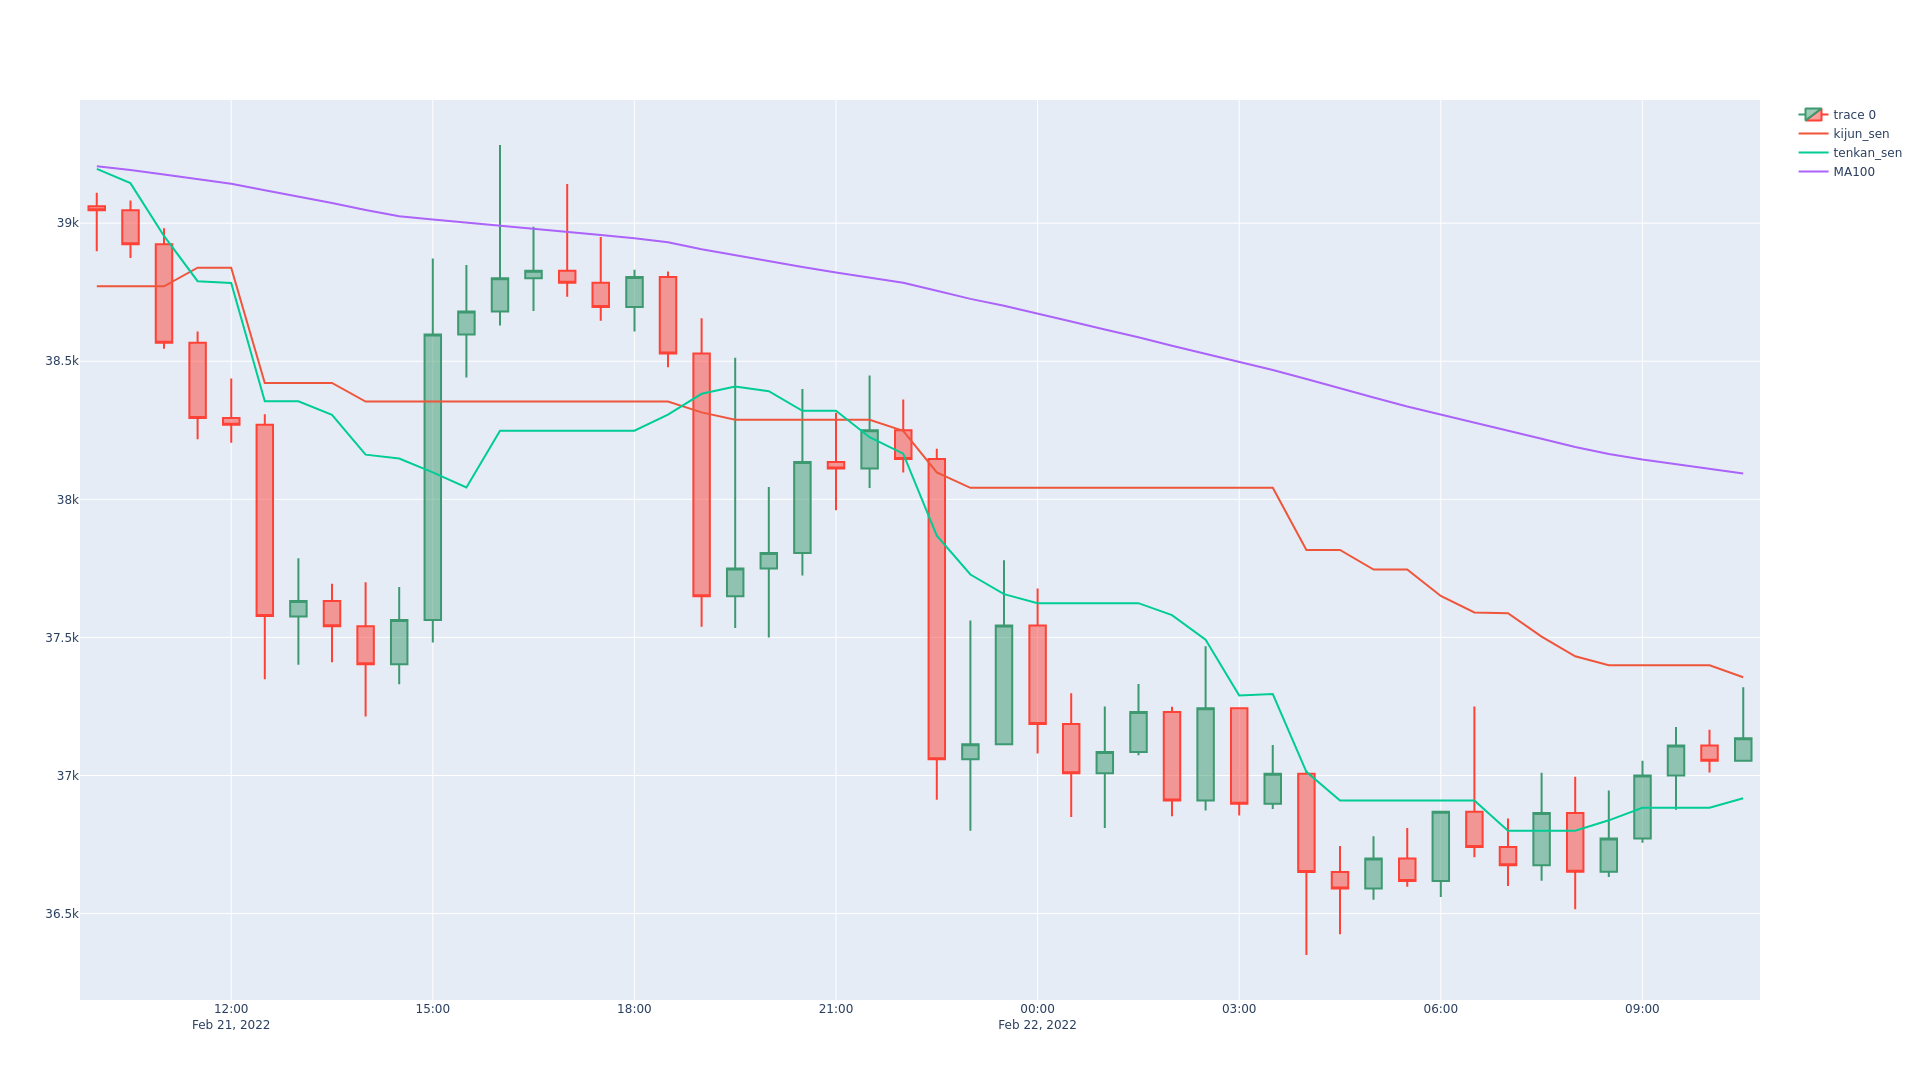 trace 0
kijun_sen
tenkan_sen
MA100
39k
38.5k
38k
37.5k
37k
36.5k
12:00 15:00 18:00 21:00 00:00 03:00 06:00 09:00
Feb 21, 2022 Feb 22, 2022